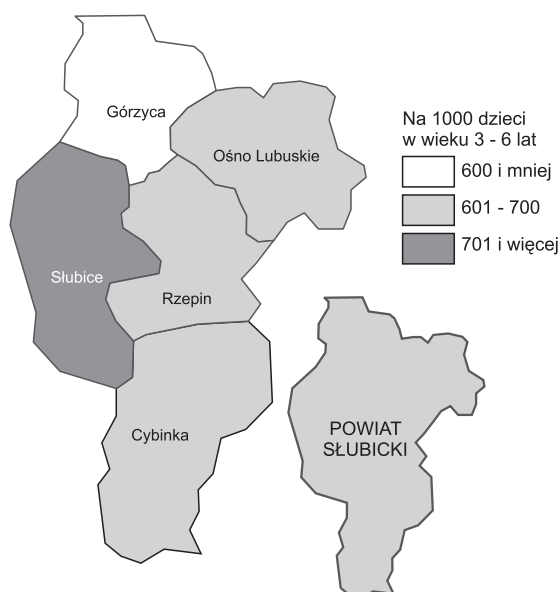 Górzyca
Ośno Lubuskie
Słubice
Rzepin
Cybinka
Na 1000 dzieci
w wieku 3 - 6 lat
600 i mniej
601 - 700
701 i więcej
POWIAT
SŁUBICKI